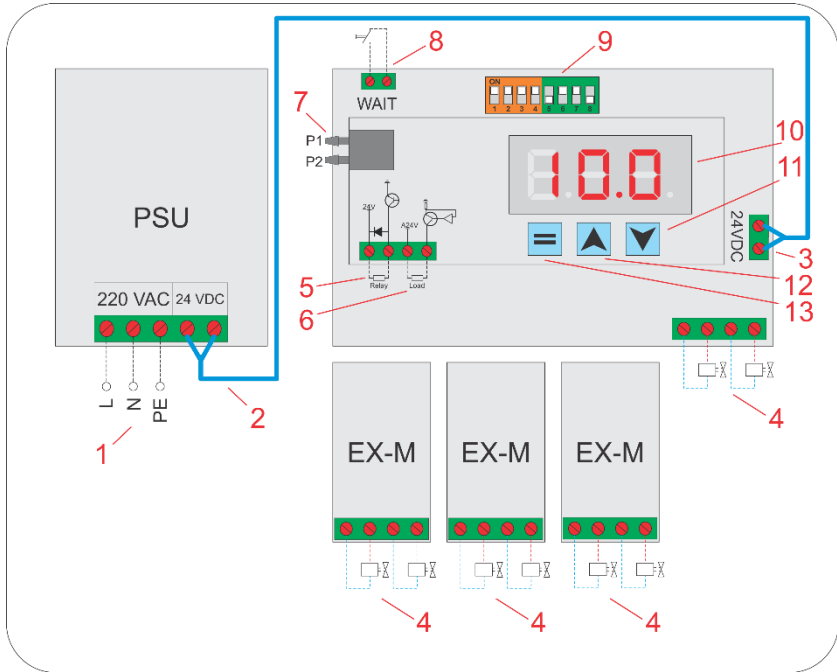 8
9
ON
1 2 3 4 5 6 7 8
WAIT
7
P1
P2
10
10.0
11
PSU
24V
A24V
24VDC
3
5
Relay
Load
6
12
13
220 VAC 24 VDC
L
N
PE
1
2
4
EX-M
EX-M
EX-M
4
4
4